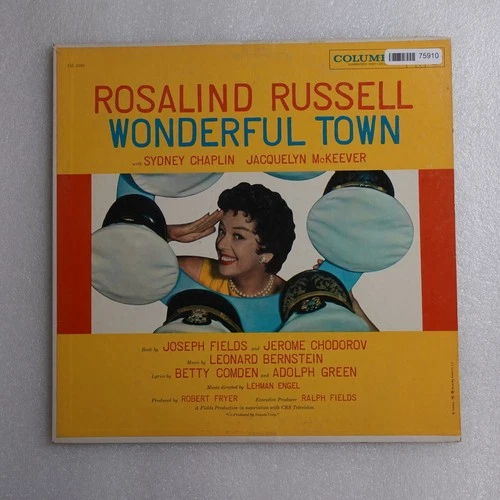 COLUM
75910
ROSALIND RUSSELL
WONDERFUL TOWN
with SYDNEY CHAPLIN JACQUELYN McKEEVER
Book by JOSEPH FIELDS and JEROME CHODOROV
Music by LEONARD BERNSTEIN
Lyrics by BETTY COMDEN and ADOLPH GREEN
Music directed by LEHMAN ENGEL
Produced by ROBERT FRYER Executive Producer RALPH FIELDS
A Fields Production in association with CBS Television